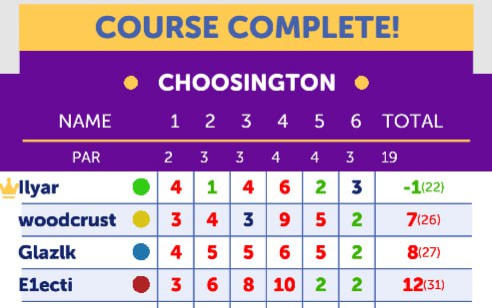 COURSE COMPLETE!
CHOOSINGTON
NAME 1 2 3 4 5 6 TOTAL
PAR 2 3 3 4 4 3 19
Ilyar 4 1 4 6 2 3 -1(22)
woodcrust 3 4 3 9 5 2 7(26)
Glazlk 4 5 5 6 5 2 8(27)
E1ecti 3 6 8 10 2 2 12(31)